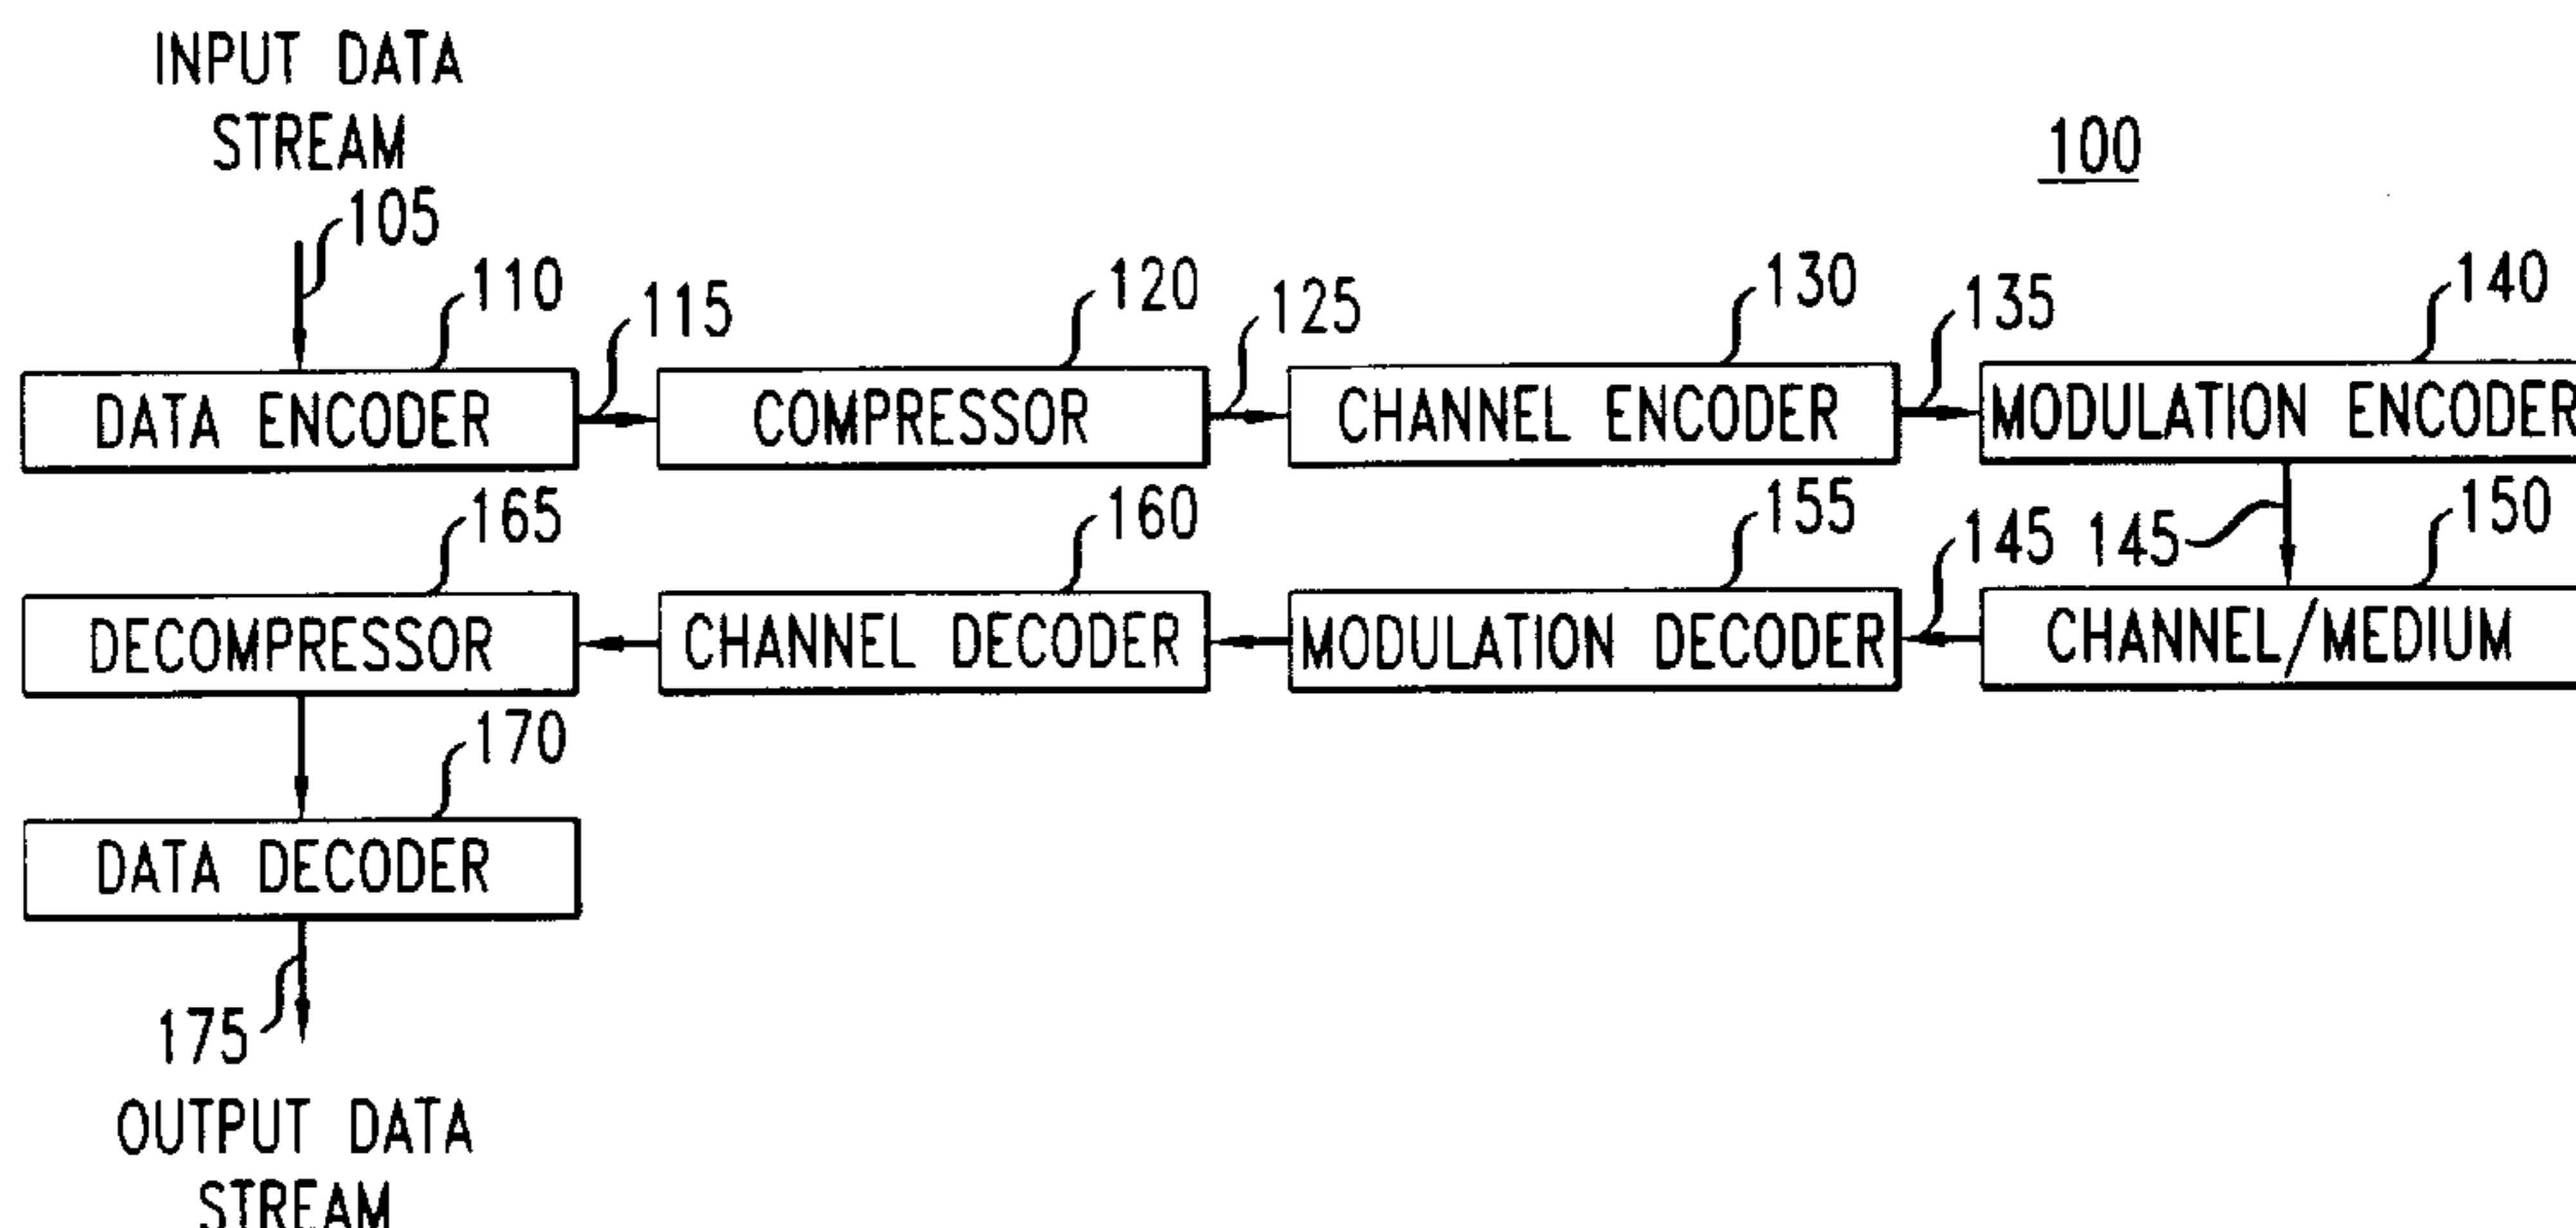 INPUT DATA
STREAM
100
105
110
115
120
125
130
135
140
DATA ENCODER
COMPRESSOR
CHANNEL ENCODER
MODULATION ENCODER
165
160
155
145
145
150
DECOMPRESSOR
CHANNEL DECODER
MODULATION DECODER
CHANNEL/MEDIUM
170
DATA DECODER
175
OUTPUT DATA
STREAM